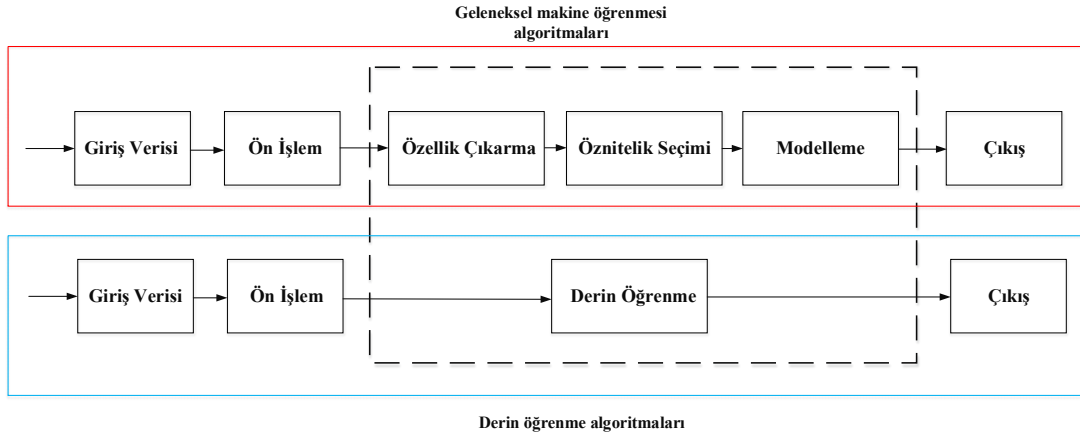 Geleneksel makine öğrenmesi
algoritmaları
Giriş Verisi
Ön İşlem
Özellik Çıkarma
Öznitelik Seçimi
Modelleme
Çıkış
Giriş Verisi
Ön İşlem
Derin Öğrenme
Çıkış
Derin öğrenme algoritmaları